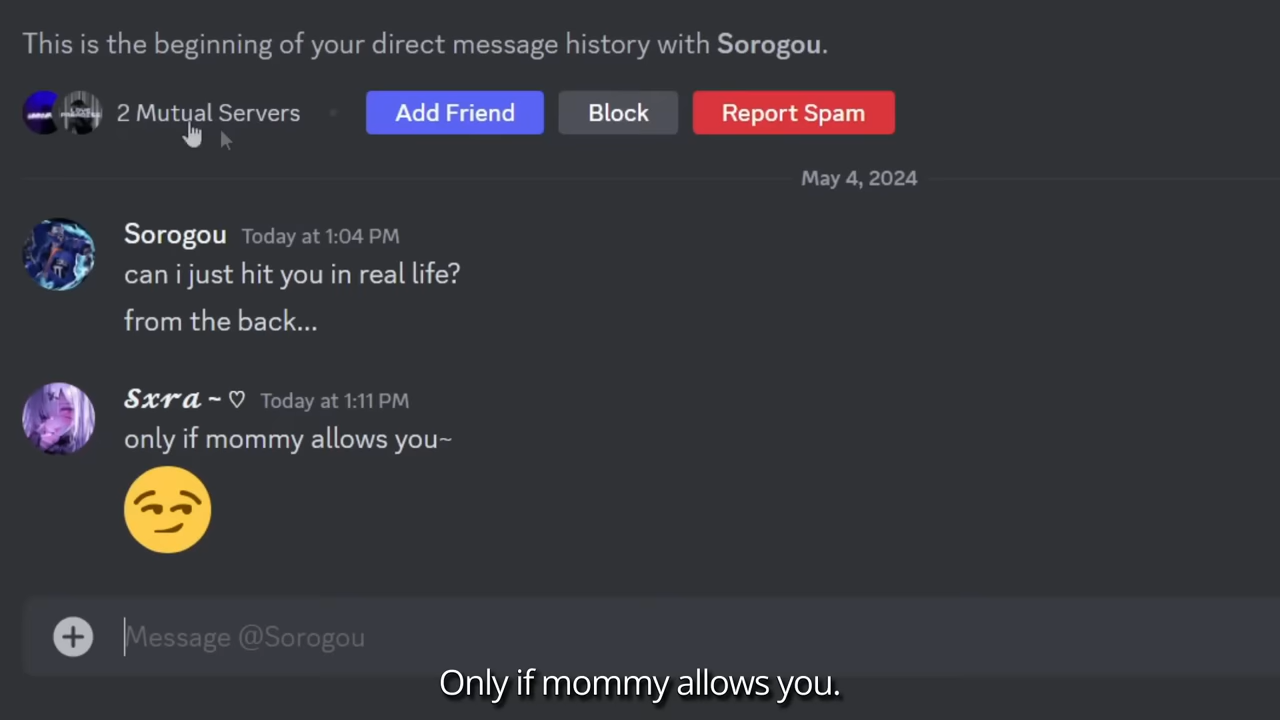 This is the beginning of your direct message history with Sorogou.
2 Mutual Servers Add Friend Block Report Spam
May 4, 2024
Sorogou Today at 1:04 PM
can i just hit you in real life?
from the back...
𝓢𝔁𝓻𝓪 ~ ♡ Today at 1:11 PM
only if mommy allows you~
Message @Sorogou
Only if mommy allows you.